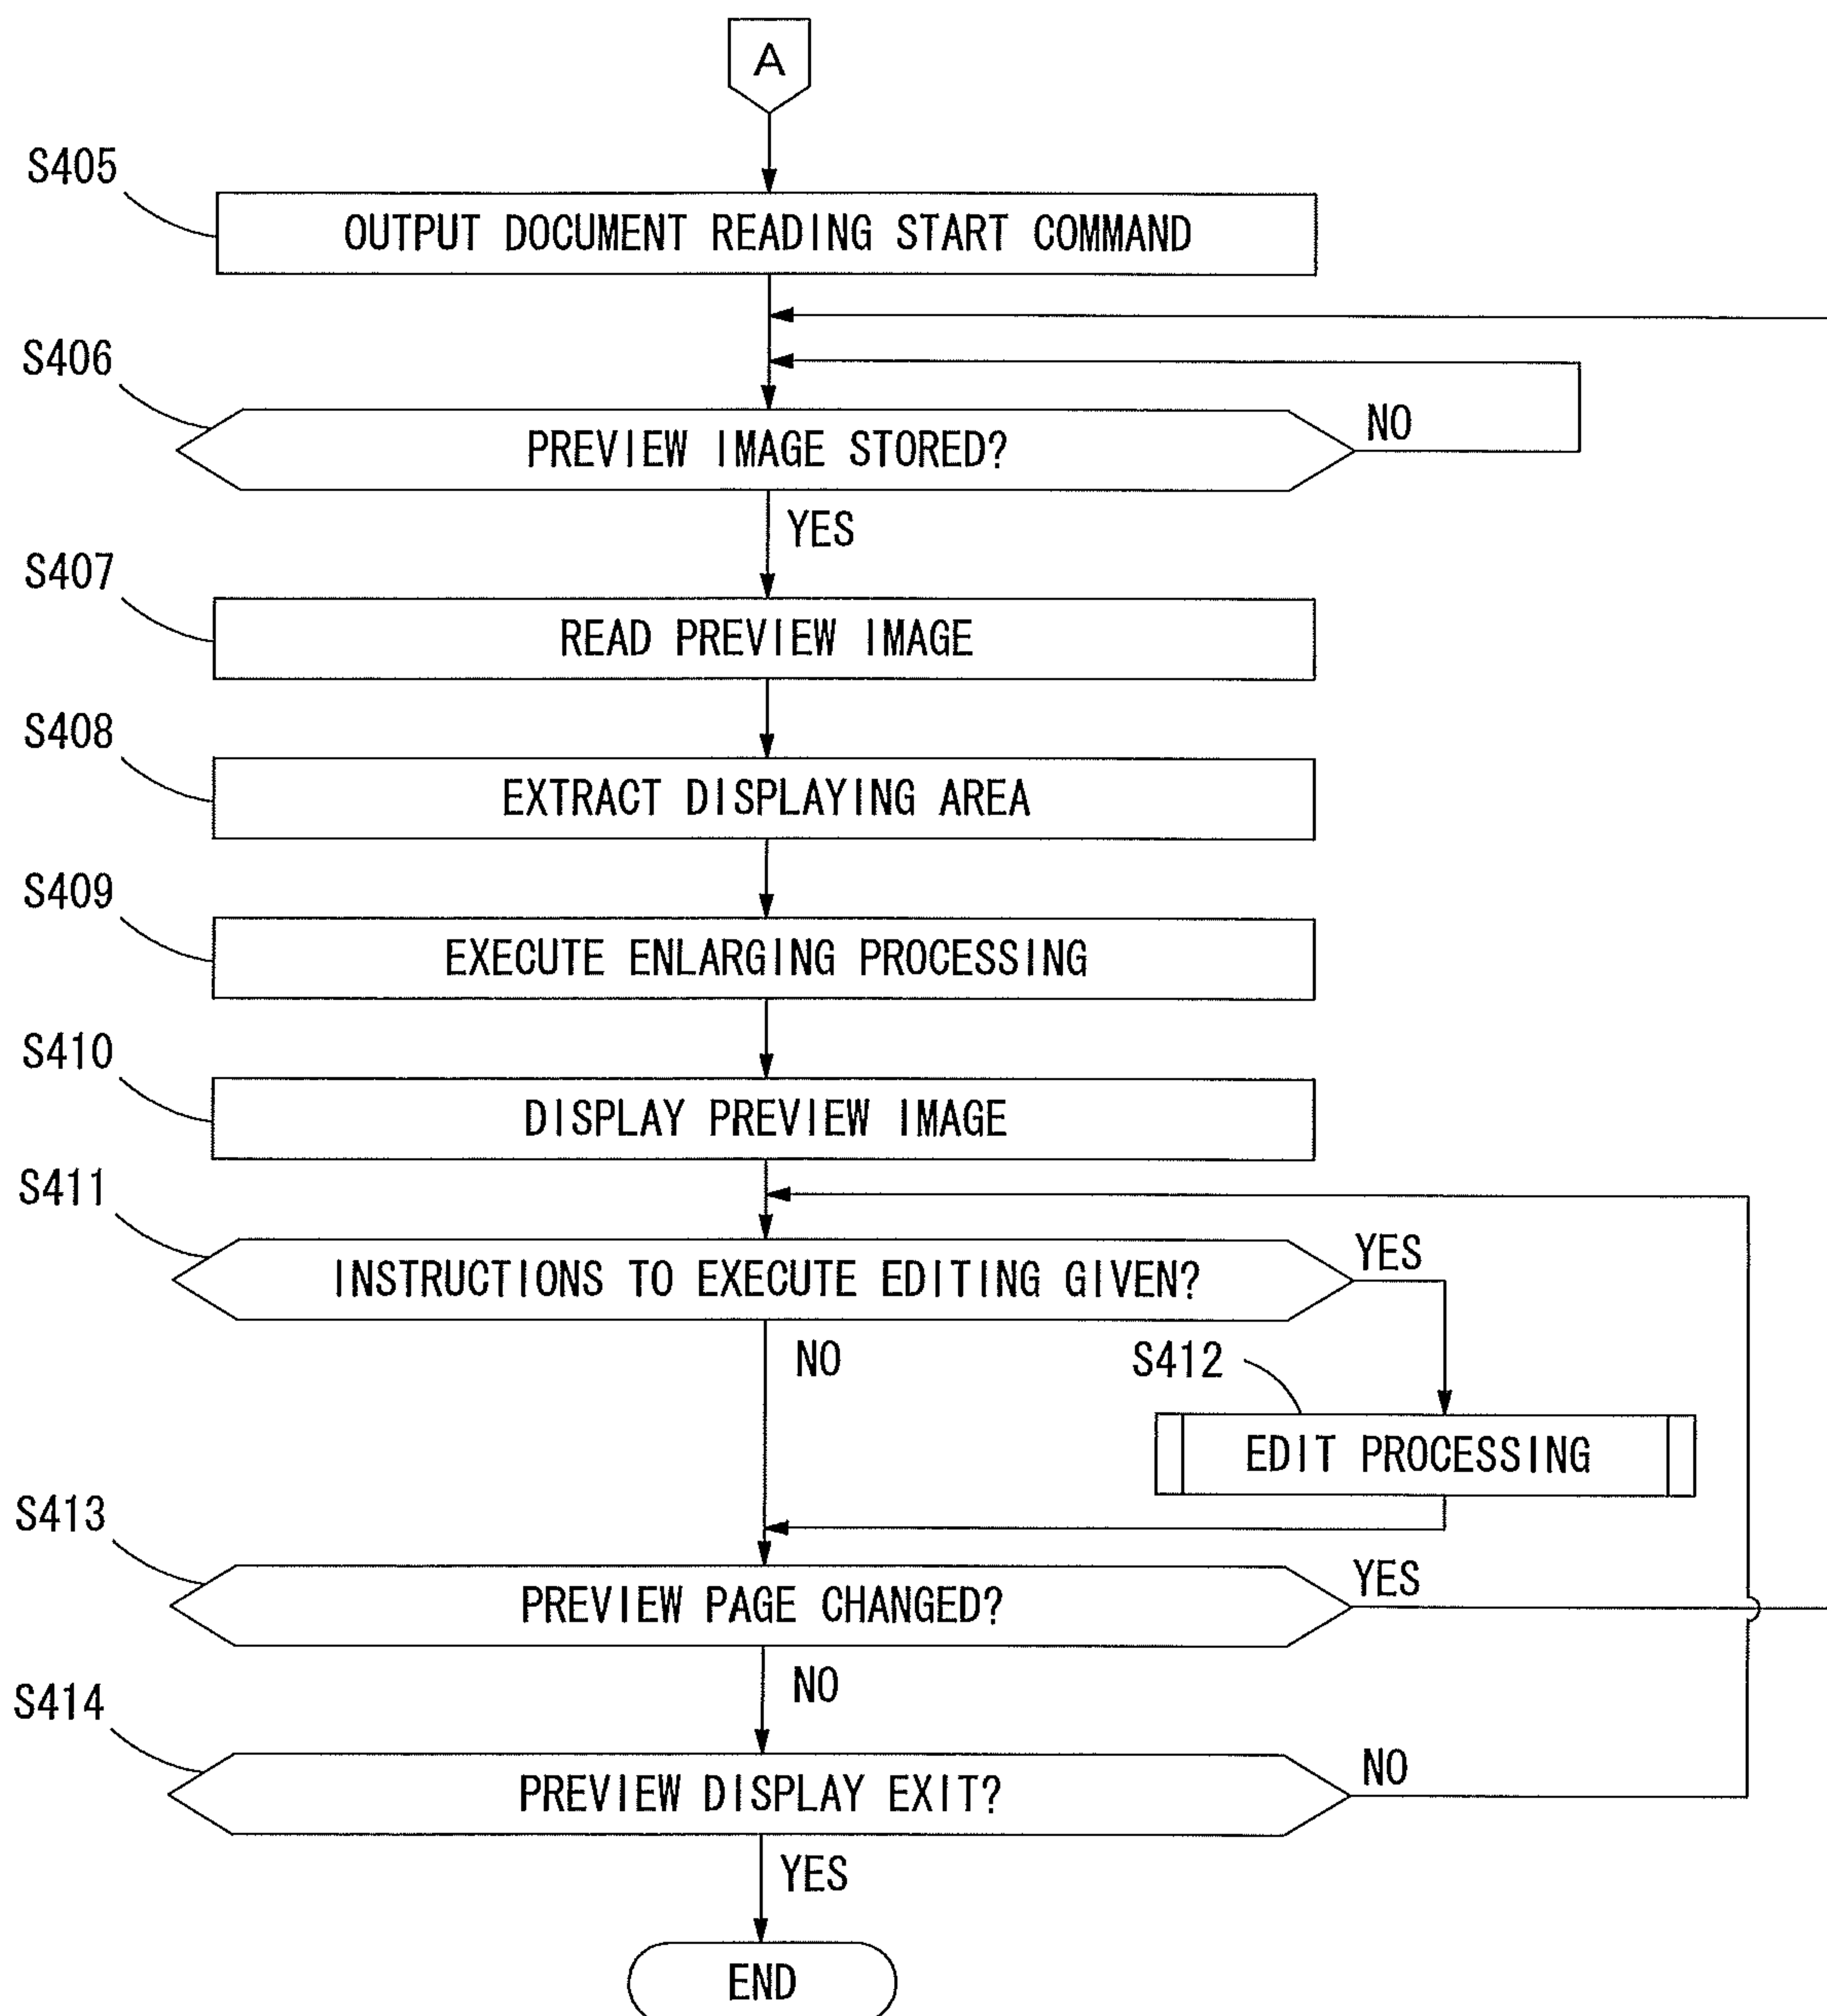 A
S405
OUTPUT DOCUMENT READING START COMMAND
S406
PREVIEW IMAGE STORED?
NO
YES
S407
READ PREVIEW IMAGE
S408
EXTRACT DISPLAYING AREA
S409
EXECUTE ENLARGING PROCESSING
S410
DISPLAY PREVIEW IMAGE
S411
INSTRUCTIONS TO EXECUTE EDITING GIVEN?
YES
NO
S412
EDIT PROCESSING
S413
PREVIEW PAGE CHANGED?
YES
NO
S414
PREVIEW DISPLAY EXIT?
NO
YES
END